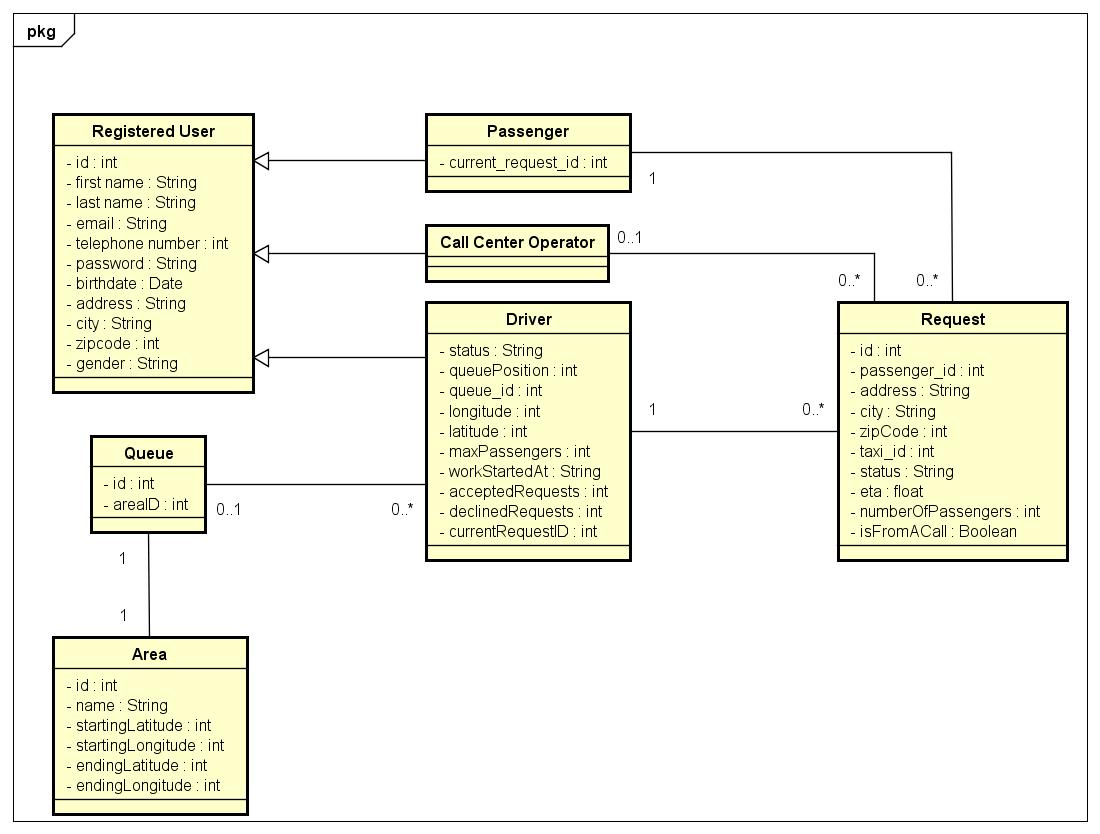 pkg
Registered User
- id : int
- first name : String
- last name : String
- email : String
- telephone number : int
- password : String
- birthdate : Date
- address : String
- city : String
- zipcode : int
- gender : String
Passenger
- current_request_id : int
1
Call Center Operator
0..1
0..*
0..*
Driver
- status : String
- queuePosition : int
- queue_id : int
- longitude : int
- latitude : int
- maxPassengers : int
- workStartedAt : String
- acceptedRequests : int
- declinedRequests : int
- currentRequestID : int
1
0..*
Request
- id : int
- passenger_id : int
- address : String
- city : String
- zipCode : int
- taxi_id : int
- status : String
- eta : float
- numberOfPassengers : int
- isFromACall : Boolean
Queue
- id : int
- areaID : int
0..1
0..*
1
1
Area
- id : int
- name : String
- startingLatitude : int
- startingLongitude : int
- endingLatitude : int
- endingLongitude : int